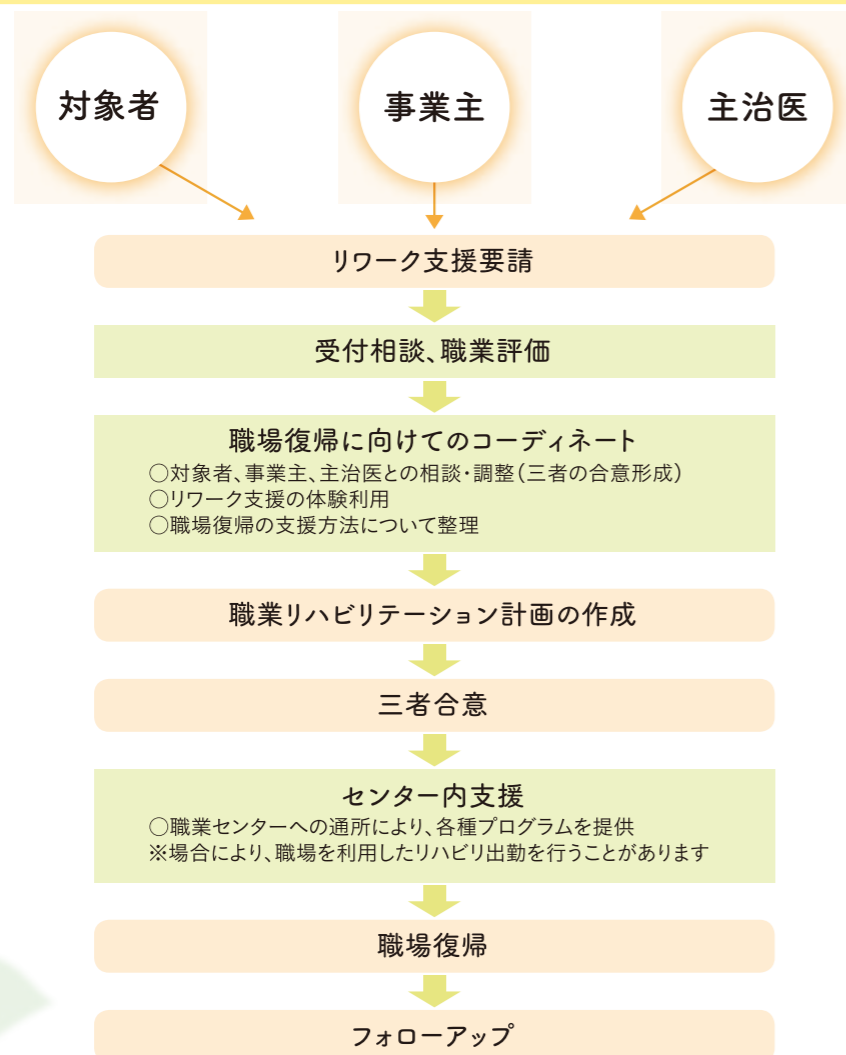 対象者
事業主
主治医
リワーク支援要請
受付相談、職業評価
職場復帰に向けてのコーディネート
○対象者、事業主、主治医との相談・調整(三者の合意形成)
○リワーク支援の体験利用
○職場復帰の支援方法について整理
職業リハビリテーション計画の作成
三者合意
センター内支援
○職業センターへの通所により、各種プログラムを提供
※場合により、職場を利用したリハビリ出勤を行うことがあります
職場復帰
フォローアップ